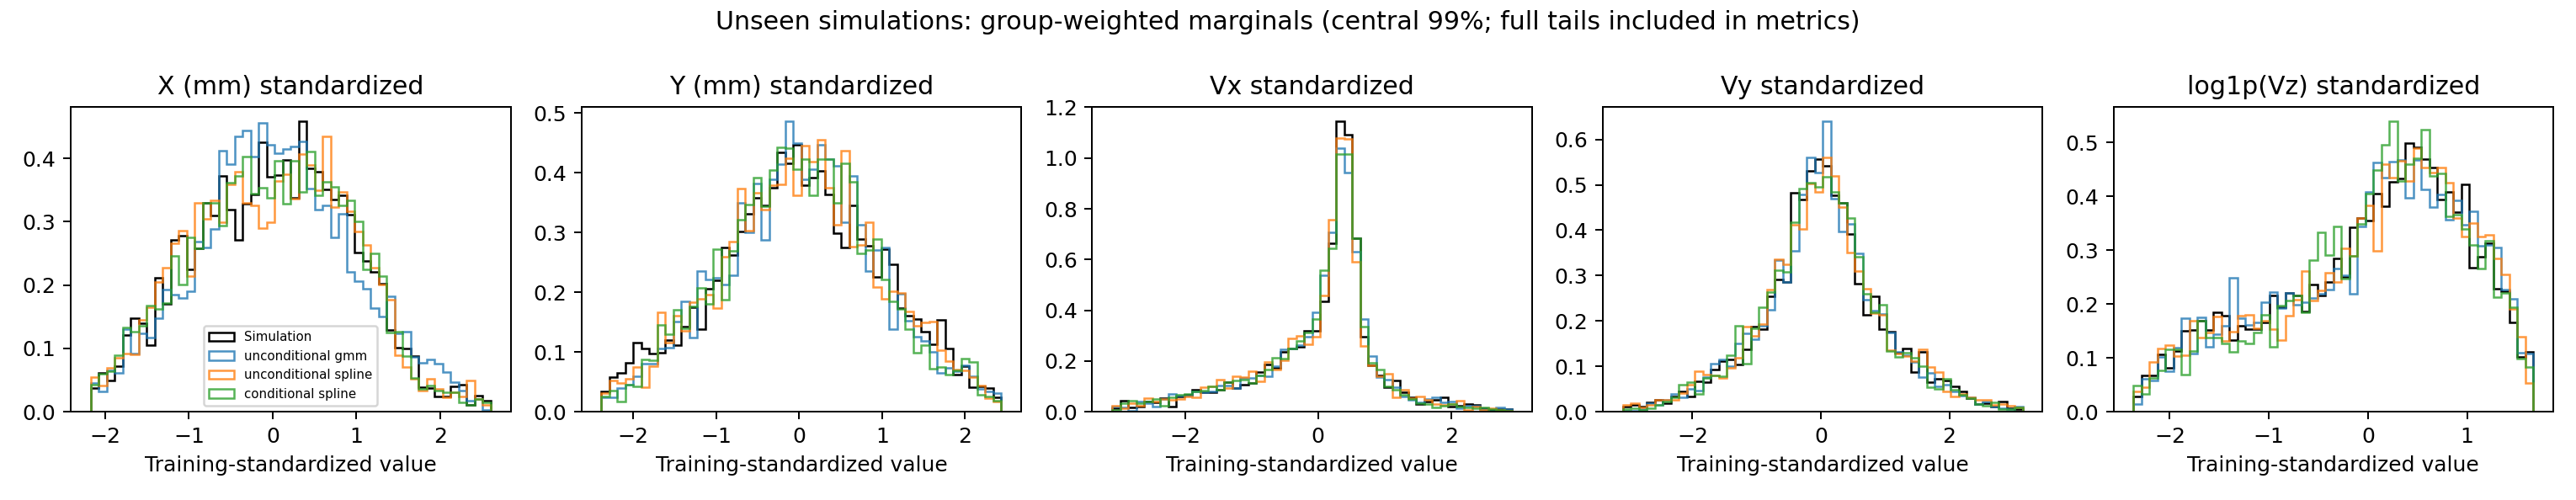 Unseen simulations: group-weighted marginals (central 99%; full tails included in metrics)
X (mm) standardized
0.4
0.3
0.2
0.1
0.0
Simulation
unconditional gmm
unconditional spline
conditional spline
−2 −1 0 1 2
Training-standardized value
Y (mm) standardized
0.5
0.4
0.3
0.2
0.1
0.0
−2 −1 0 1 2
Training-standardized value
Vx standardized
1.2
1.0
0.8
0.6
0.4
0.2
0.0
−2 0 2
Training-standardized value
Vy standardized
0.6
0.5
0.4
0.3
0.2
0.1
0.0
−2 0 2
Training-standardized value
log1p(Vz) standardized
0.5
0.4
0.3
0.2
0.1
0.0
−2 −1 0 1
Training-standardized value